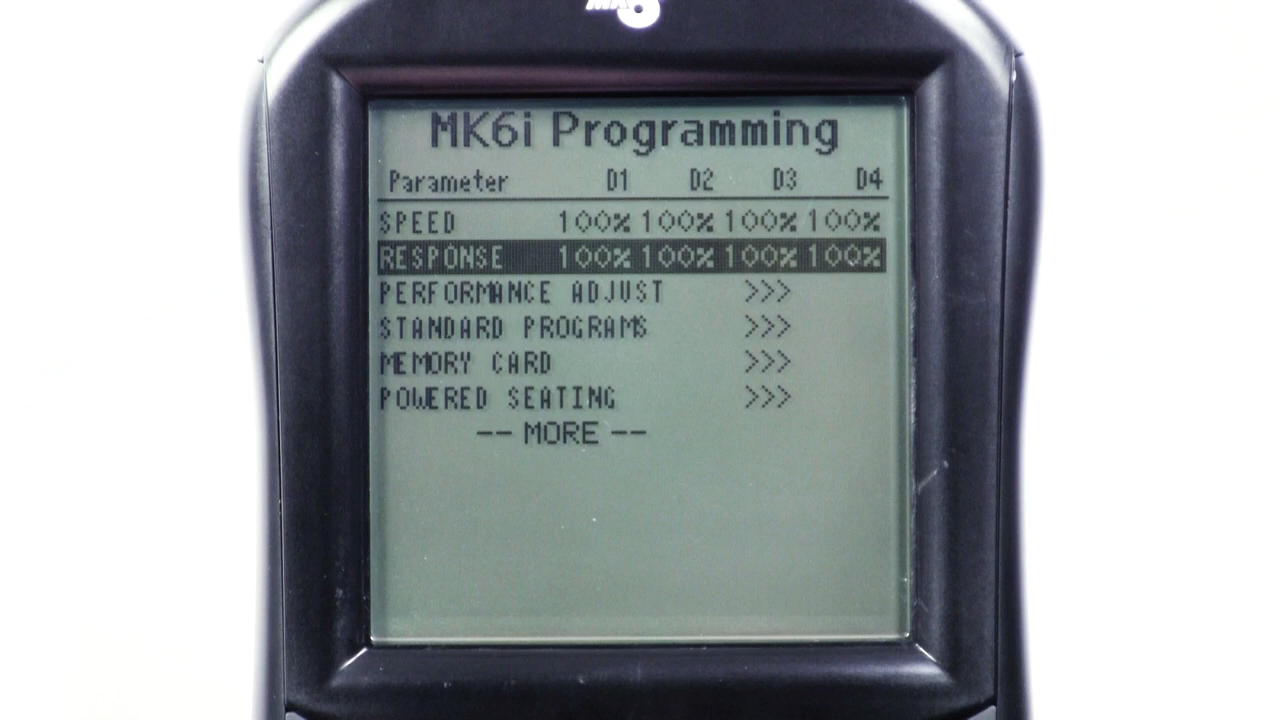 MK6
MK6i Programming
Parameter D1 D2 D3 D4
SPEED 100% 100% 100% 100%
RESPONSE 100% 100% 100% 100%
PERFORMANCE ADJUST >>>
STANDARD PROGRAMS >>>
MEMORY CARD >>>
POWERED SEATING >>>
-- MORE --